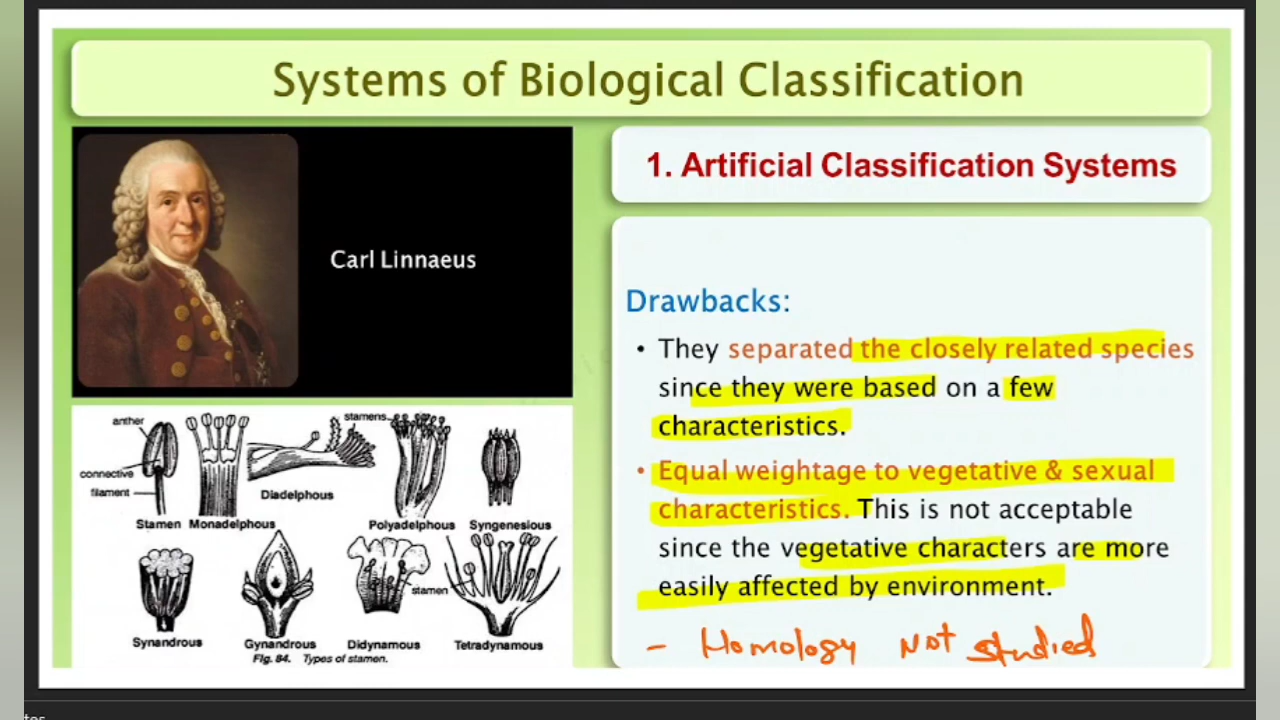 Systems of Biological Classification
Carl Linnaeus
1. Artificial Classification Systems
Drawbacks:
• They separated the closely related species
since they were based on a few
characteristics.
• Equal weightage to vegetative & sexual
characteristics. This is not acceptable
since the vegetative characters are more
easily affected by environment.
- Homology Not studied
anther
connective
filament
Stamen
Monadelphous
Diadelphous
stamens
Polyadelphous
Syngenesious
Synandrous
Gynandrous
Didynamous
stamen
Tetradynamous
Fig. 84. Types of stamen.